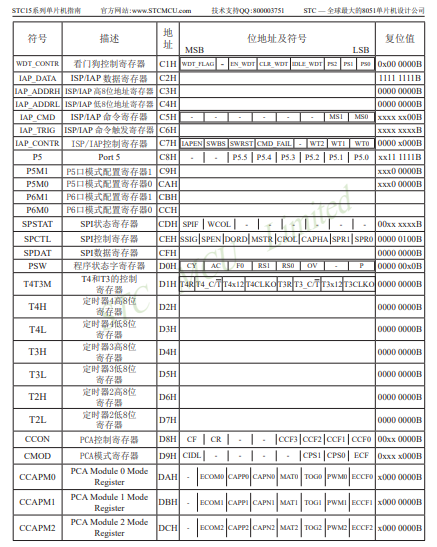 STC15系列单片机指南 官方网站:www.STCMCU.com 技术支持QQ:800003751 STC — 全球最大的8051单片机设计公司
符号 描述 地址 位地址及符号 复位值
MSB LSB
WDT_CONTR 看门狗控制寄存器 C1H WDT_FLAG - EN_WDT CLR_WDT IDLE_WDT PS2 PS1 PS0 0x00 0000B
IAP_DATA ISP/IAP 数据寄存器 C2H 1111 1111B
IAP_ADDRH ISP/IAP 高8位地址寄存器 C3H 0000 0000B
IAP_ADDRL ISP/IAP 低8位地址寄存器 C4H 0000 0000B
IAP_CMD ISP/IAP 命令寄存器 C5H - - - - - - MS1 MS0 xxxx xx00B
IAP_TRIG ISP/IAP 命令触发寄存器 C6H xxxx xxxxB
IAP_CONTR ISP/IAP控制寄存器 C7H IAPEN SWBS SWRST CMD_FAIL - WT2 WT1 WT0 0000 x000B
P5 Port 5 C8H - - P5.5 P5.4 P5.3 P5.2 P5.1 P5.0 xx11 1111B
P5M1 P5口模式配置寄存器1 C9H xxx0 0000B
P5M0 P5口模式配置寄存器0 CAH xxx0 0000B
P6M1 P6口模式配置寄存器1 CBH
P6M0 P6口模式配置寄存器0 CCH
SPSTAT SPI状态寄存器 CDH SPIF WCOL - - - - - - 00xx xxxxB
SPCTL SPI控制寄存器 CEH SSIG SPEN DORD MSTR CPOL CAPHA SPR1 SPR0 0000 0100B
SPDAT SPI数据寄存器 CFH 0000 0000B
PSW 程序状态字寄存器 D0H CY AC F0 RS1 RS0 OV - P 0000 00x0B
T4T3M T4和T3的控制寄存器 D1H T4R T4_C/T T4x12 T4CLKO T3R T3_C/T T3x12 T3CLKO 0000 0000B
T4H 定时器4高8位寄存器 D2H 0000 0000B
T4L 定时器4低8位寄存器 D3H 0000 0000B
T3H 定时器3高8位寄存器 D4H 0000 0000B
T3L 定时器3低8位寄存器 D5H 0000 0000B
T2H 定时器2高8位寄存器 D6H 0000 0000B
T2L 定时器2低8位寄存器 D7H 0000 0000B
CCON PCA控制寄存器 D8H CF CR - - CCF3 CCF2 CCF1 CCF0 00xx 0000B
CMOD PCA模式寄存器 D9H CIDL - - - CPS1 CPS0 ECF 0xxx x000B
CCAPM0 PCA Module 0 Mode Register DAH - ECOM0 CAPP0 CAPN0 MAT0 TOG0 PWM0 ECCF0 x000 0000B
CCAPM1 PCA Module 1 Mode Register DBH - ECOM1 CAPP1 CAPN1 MAT1 TOG1 PWM1 ECCF1 x000 0000B
CCAPM2 PCA Module 2 Mode Register DCH - ECOM2 CAPP2 CAPN2 MAT2 TOG2 PWM2 ECCF2 x000 0000B